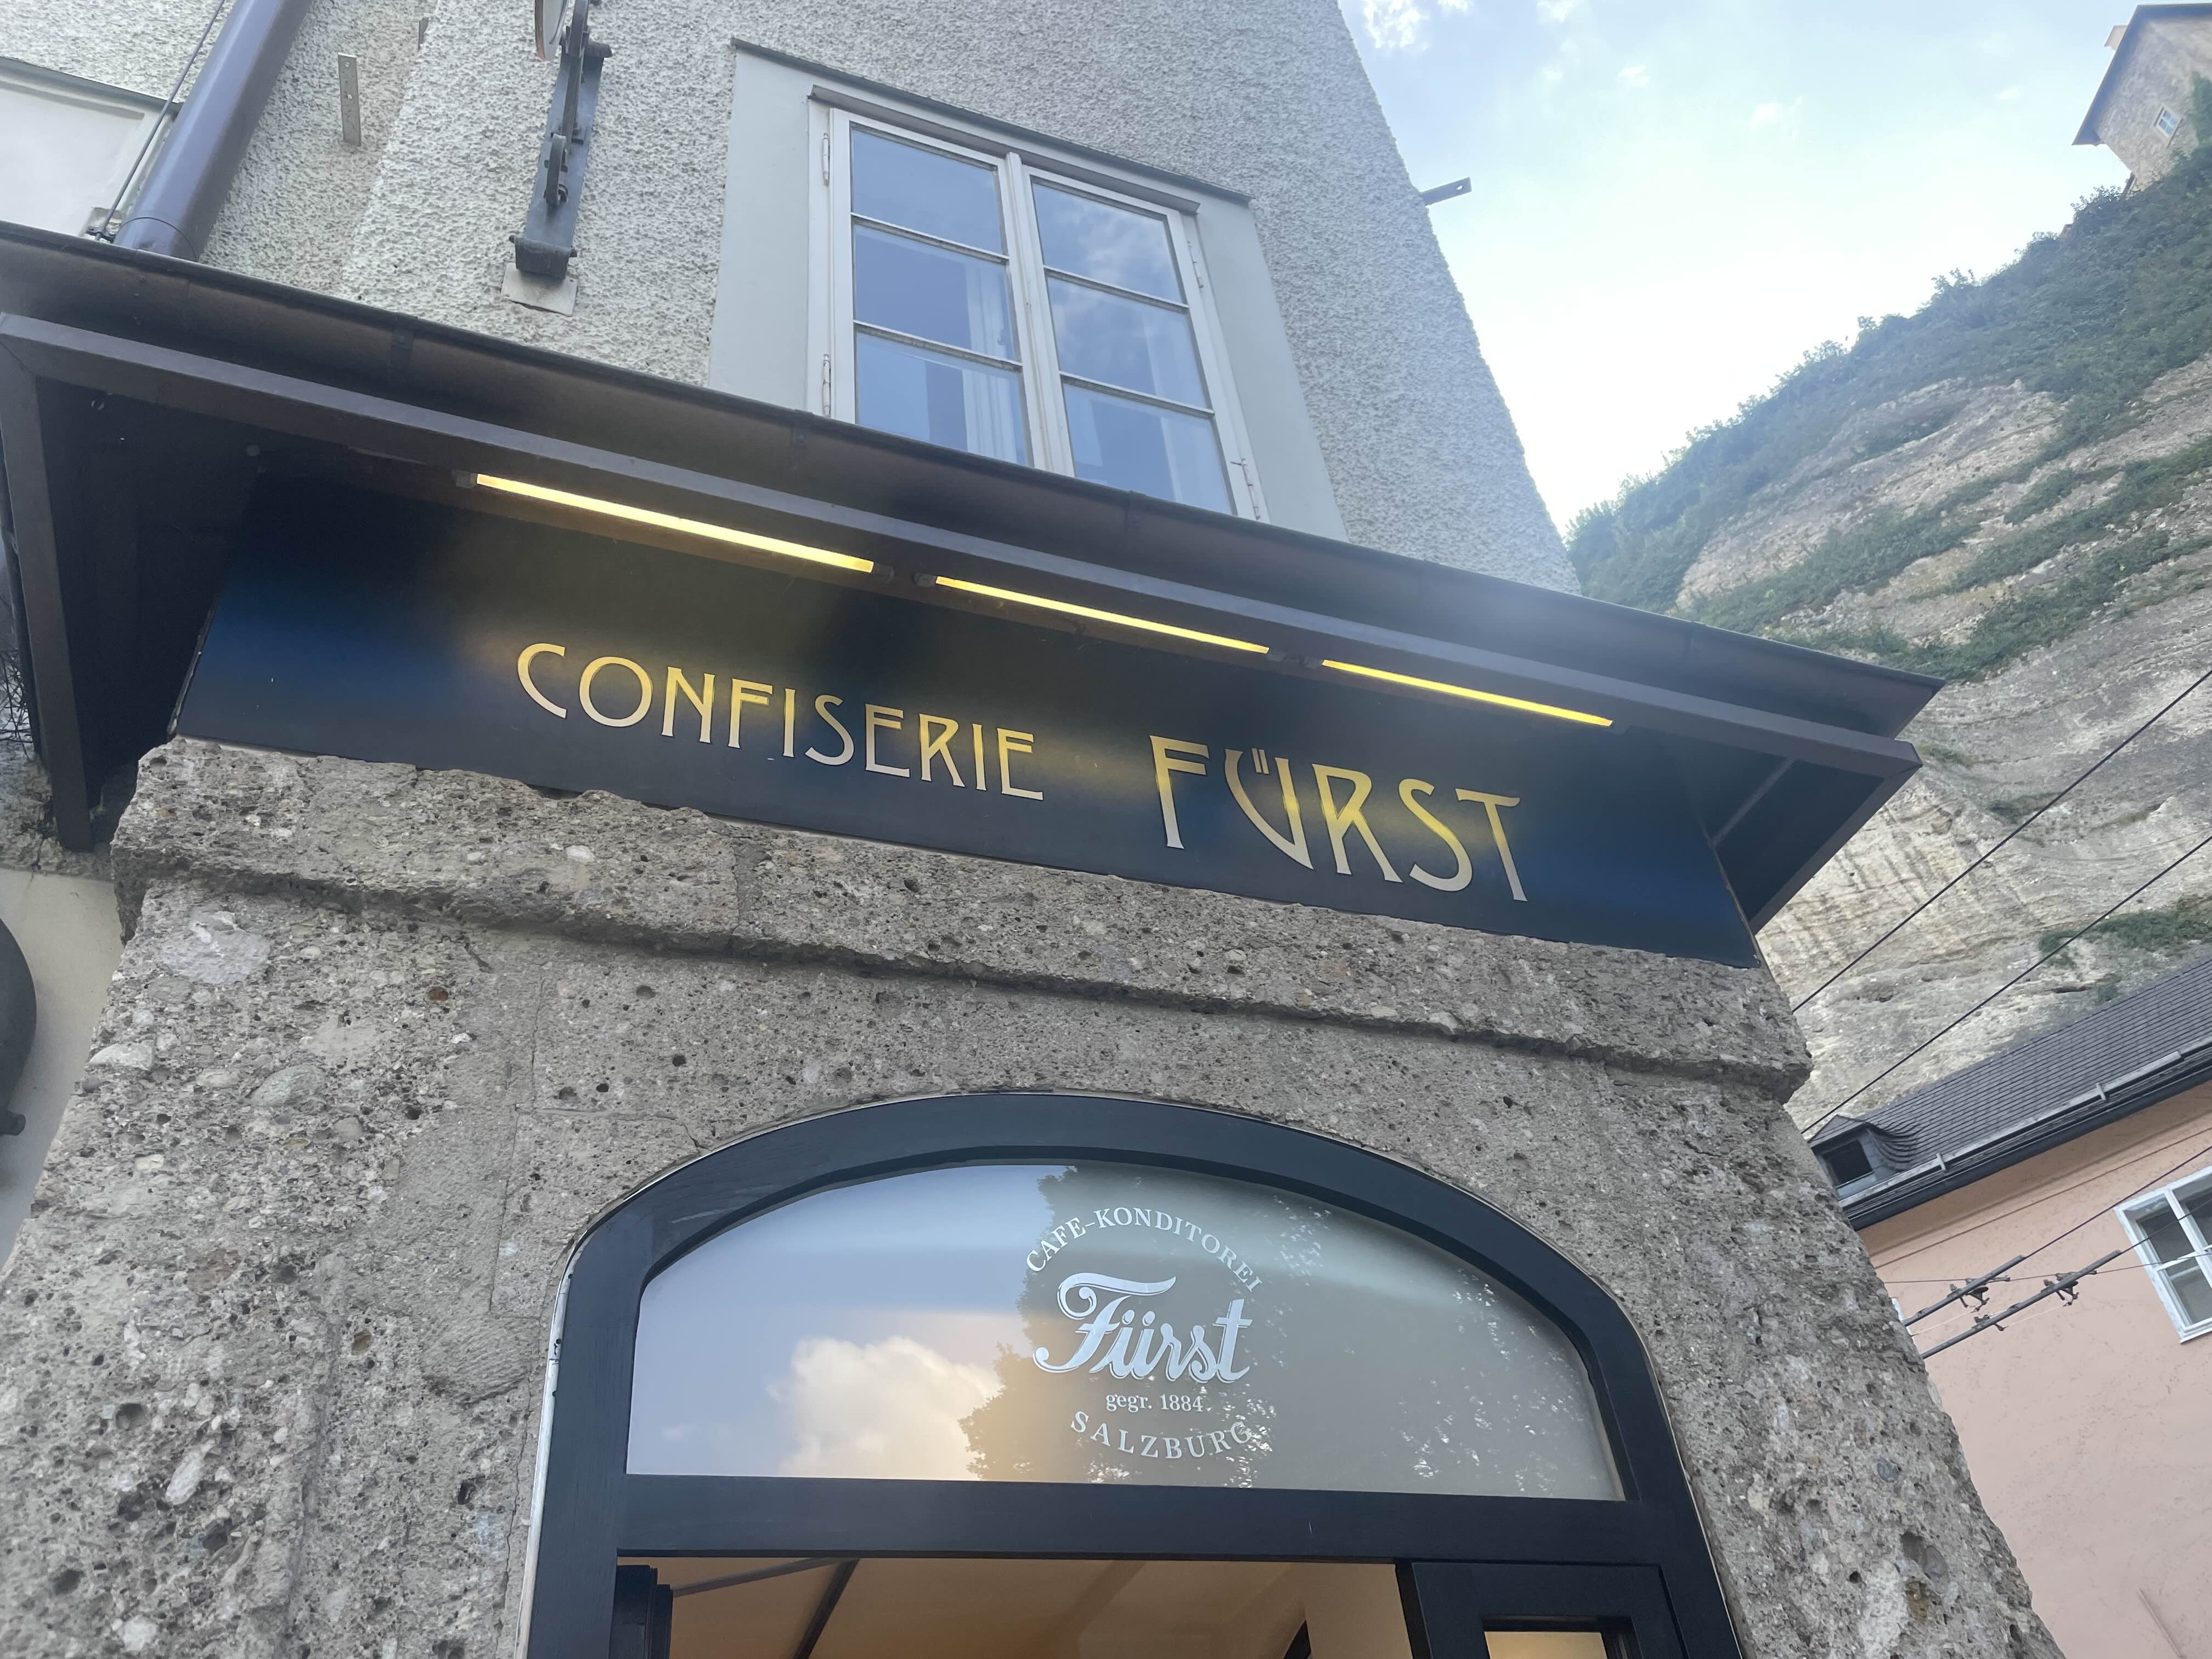 CONFISERIE FÜRST
CAFE-KONDITOREI
Fürst
gegr. 1884
SALZBURG